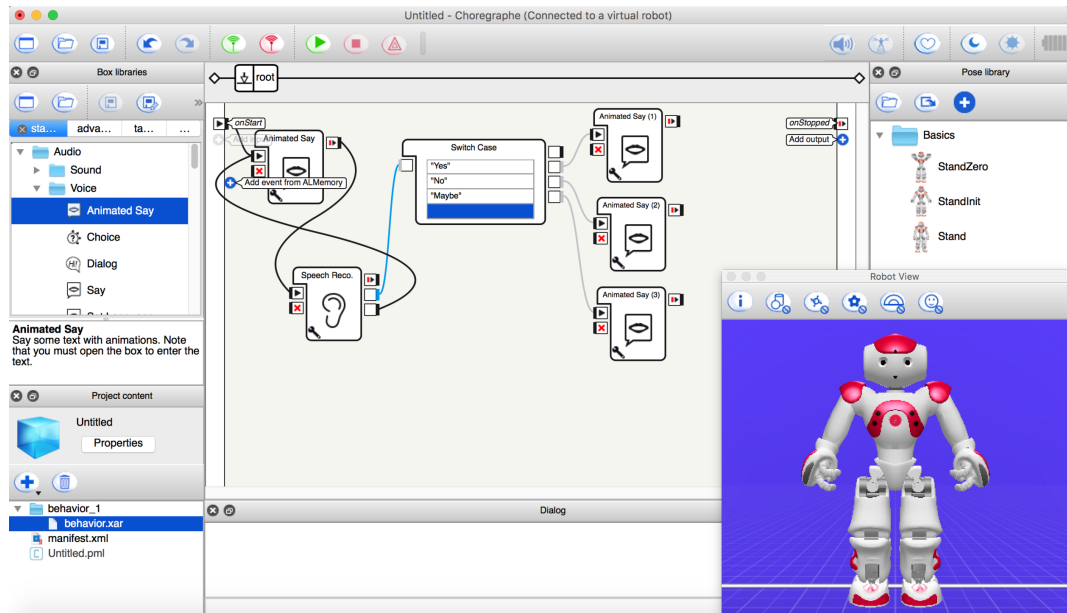 Untitled - Choregraphe (Connected to a virtual robot)
Box libraries
sta...
adva...
ta...
...
Audio
Sound
Voice
Animated Say
Choice
Dialog
Say
Animated Say
Say some text with animations. Note
that you must open the box to enter the
text.
Project content
Untitled
Properties
behavior_1
behavior.xar
manifest.xml
Untitled.pml
root
onStart
Animated Say
Add event from ALMemory
Speech Reco.
Switch Case
"Yes"
"No"
"Maybe"
Animated Say (1)
Animated Say (2)
Animated Say (3)
onStopped
Add output
Dialog
Pose library
Basics
StandZero
StandInit
Stand
Robot View